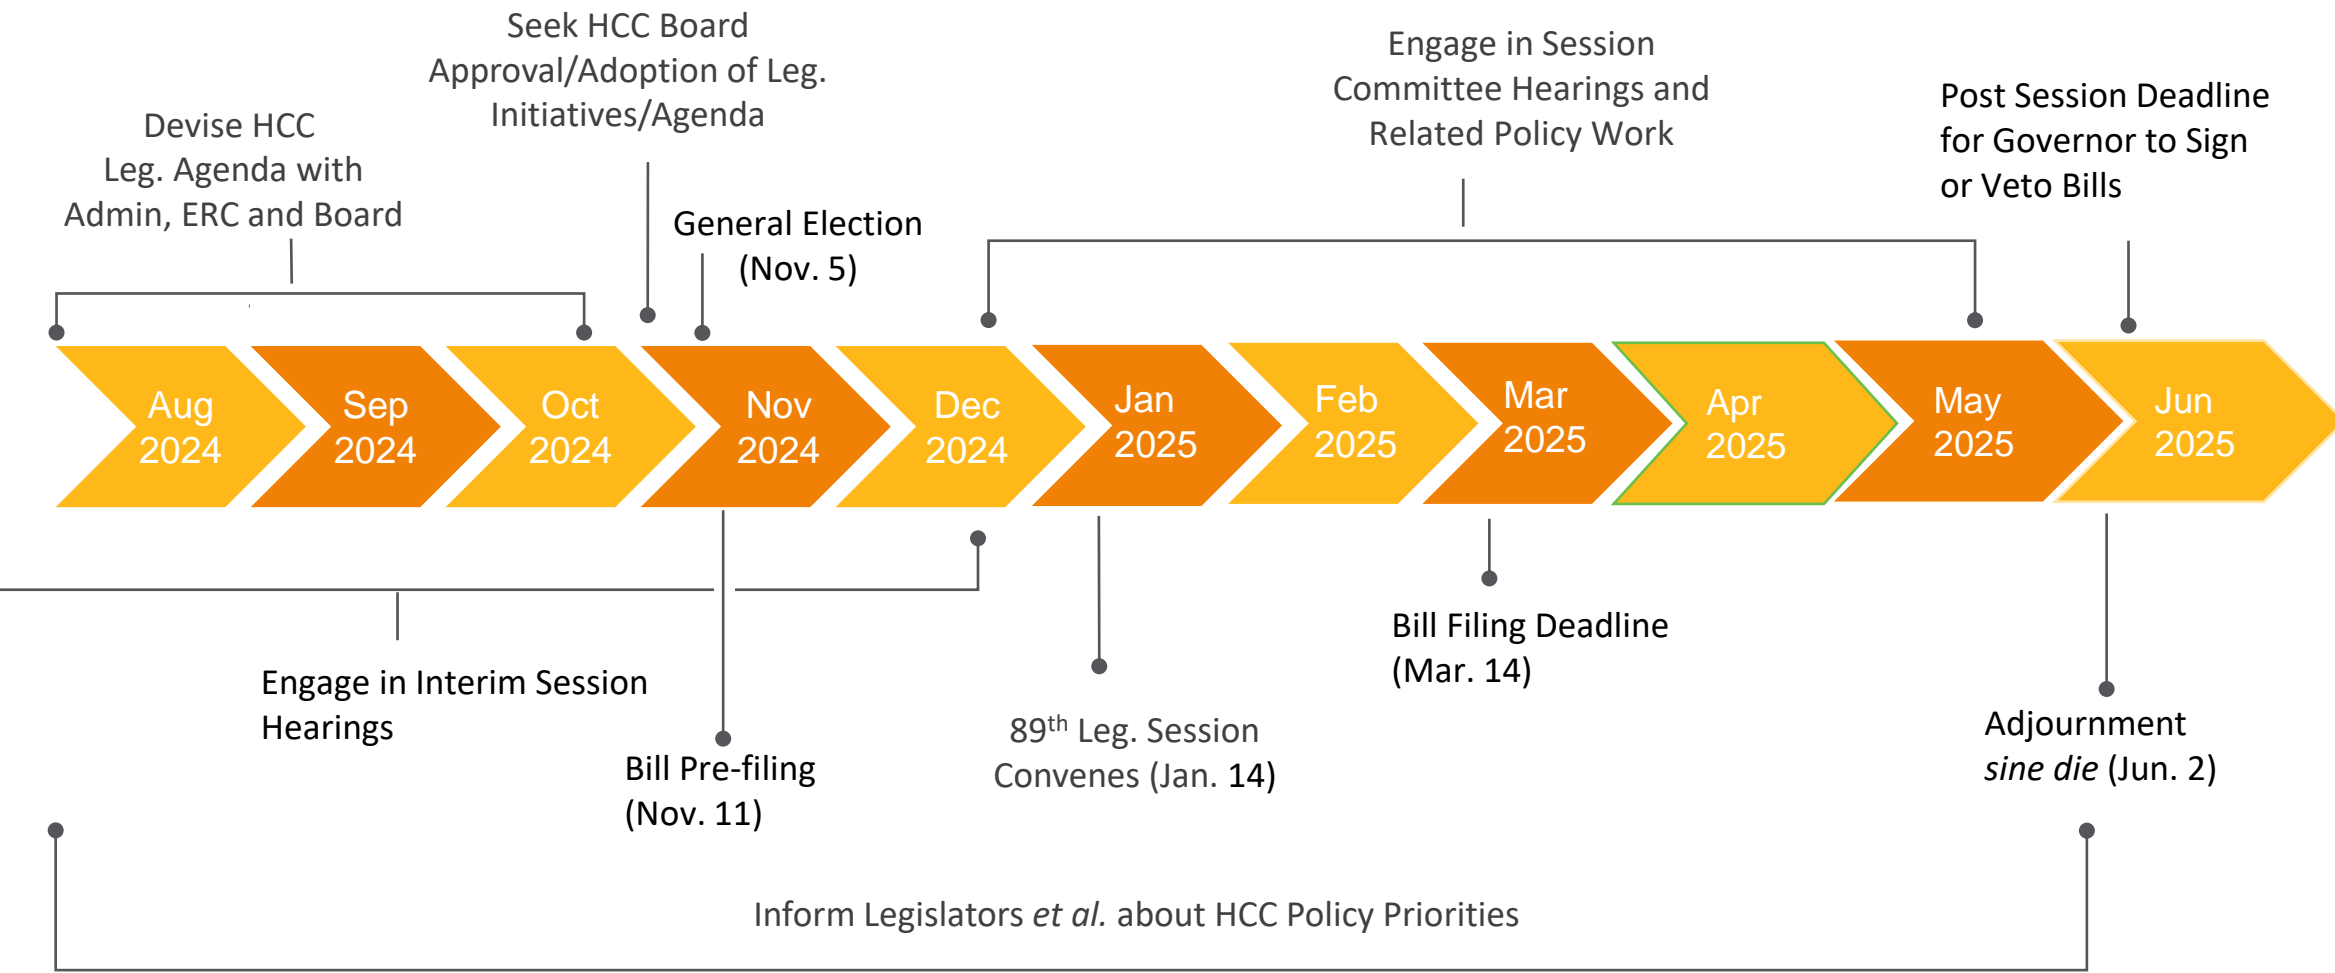 Seek HCC Board
Approval/Adoption of Leg.
Initiatives/Agenda
Engage in Session
Committee Hearings and
Related Policy Work
Post Session Deadline
for Governor to Sign
or Veto Bills
Devise HCC
Leg. Agenda with
Admin, ERC and Board
General Election
(Nov. 5)
Aug
2024
Sep
2024
Oct
2024
Nov
2024
Dec
2024
Jan
2025
Feb
2025
Mar
2025
Apr
2025
May
2025
Jun
2025
Engage in Interim Session
Hearings
Bill Pre-filing
(Nov. 11)
89th Leg. Session
Convenes (Jan. 14)
Bill Filing Deadline
(Mar. 14)
Adjournment
sine die (Jun. 2)
Inform Legislators et al. about HCC Policy Priorities